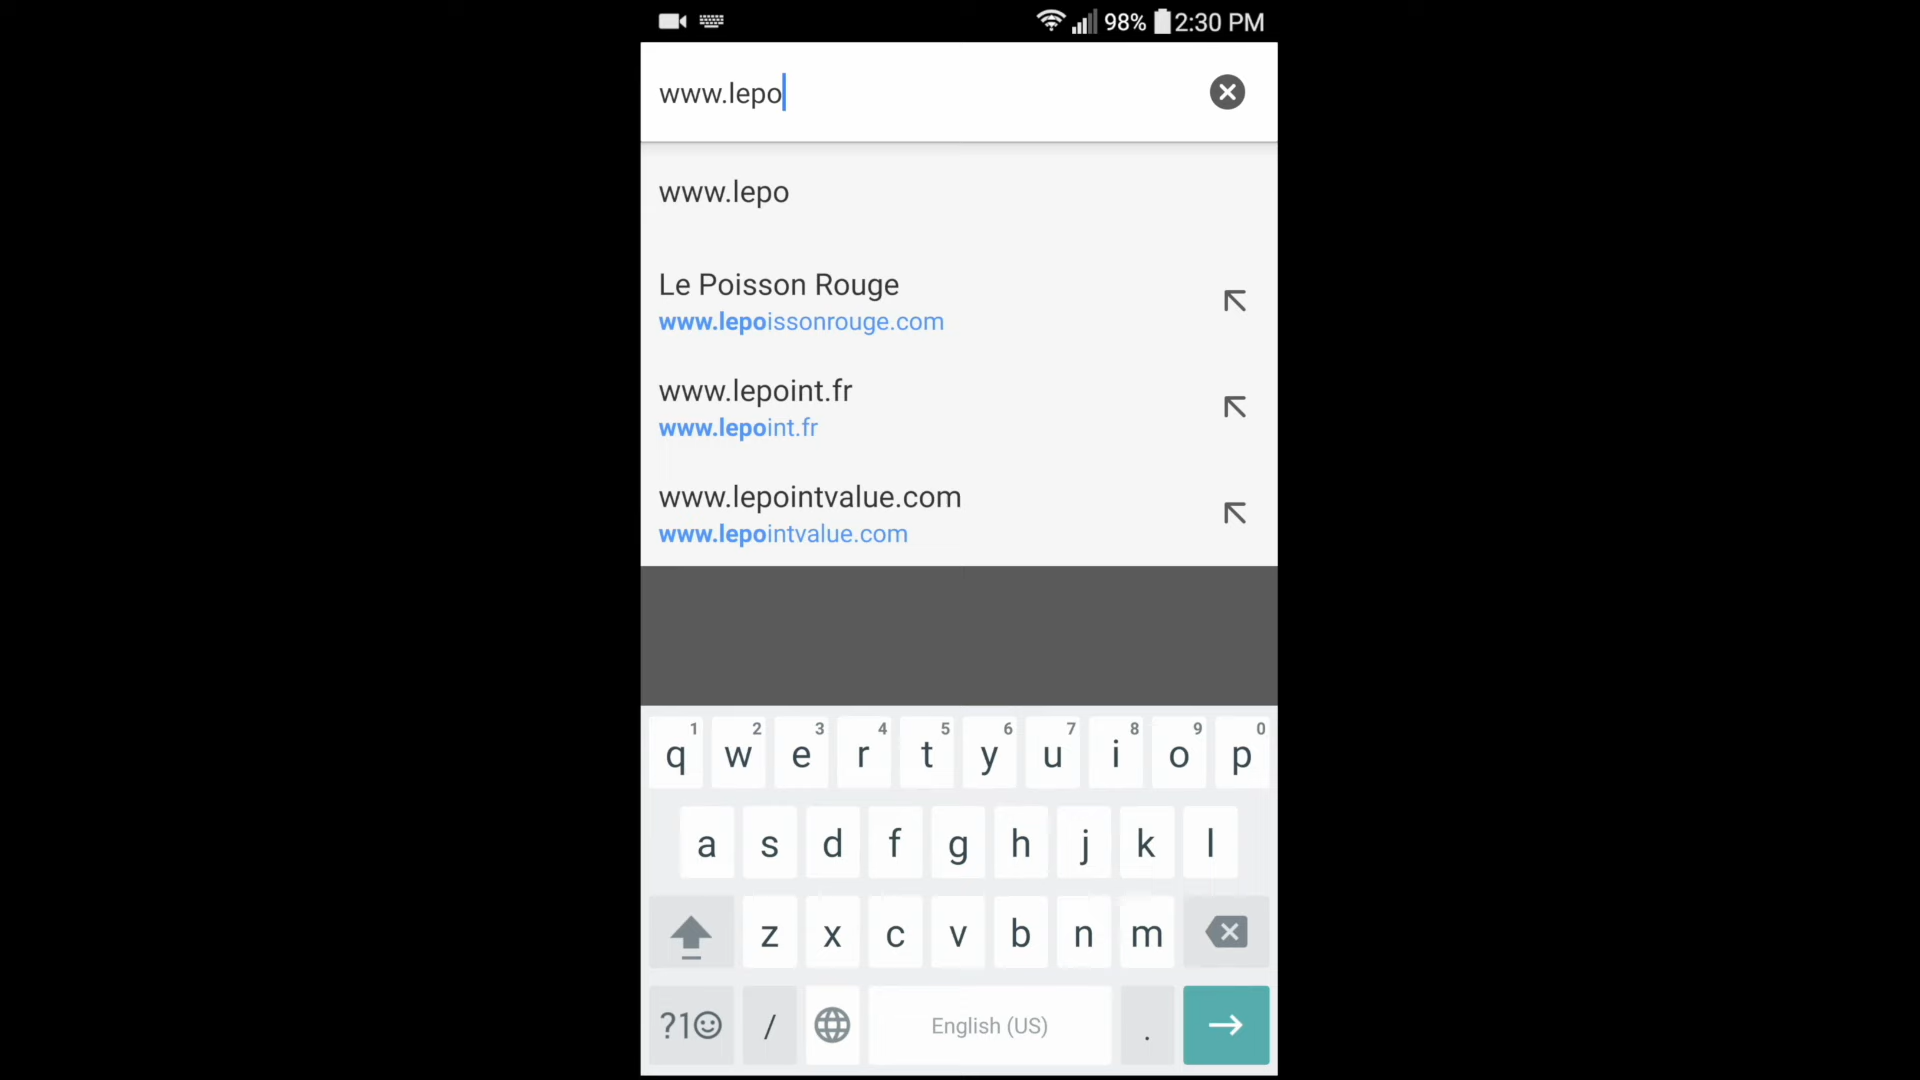 98% 2:30 PM
www.lepo
www.lepo
Le Poisson Rouge
www.lepoissonrouge.com
www.lepoint.fr
www.lepoint.fr
www.lepointvalue.com
www.lepointvalue.com
1 2 3 4 5 6 7 8 9 0
q w e r t y u i o p
a s d f g h j k l
z x c v b n m
?1☺ / English (US) .